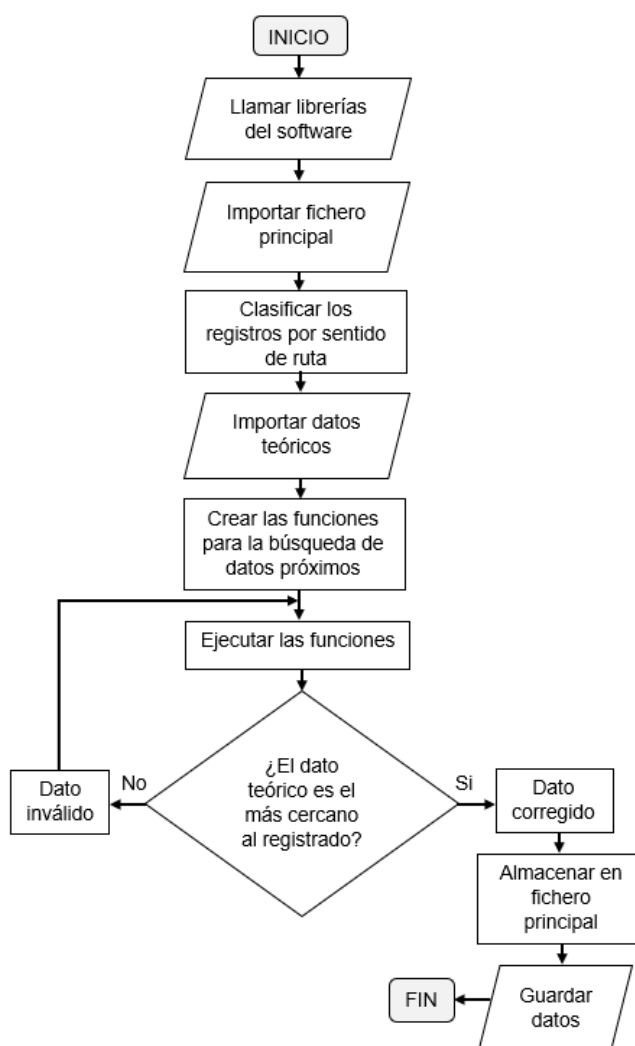 INICIO
Llamar librerías
del software
Importar fichero
principal
Clasificar los
registros por sentido
de ruta
Importar datos
teóricos
Crear las funciones
para la búsqueda de
datos próximos
Ejecutar las funciones
¿El dato
teórico es el
más cercano
al registrado?
No
Dato
inválido
Si
Dato
corregido
Almacenar en
fichero
principal
Guardar
datos
FIN